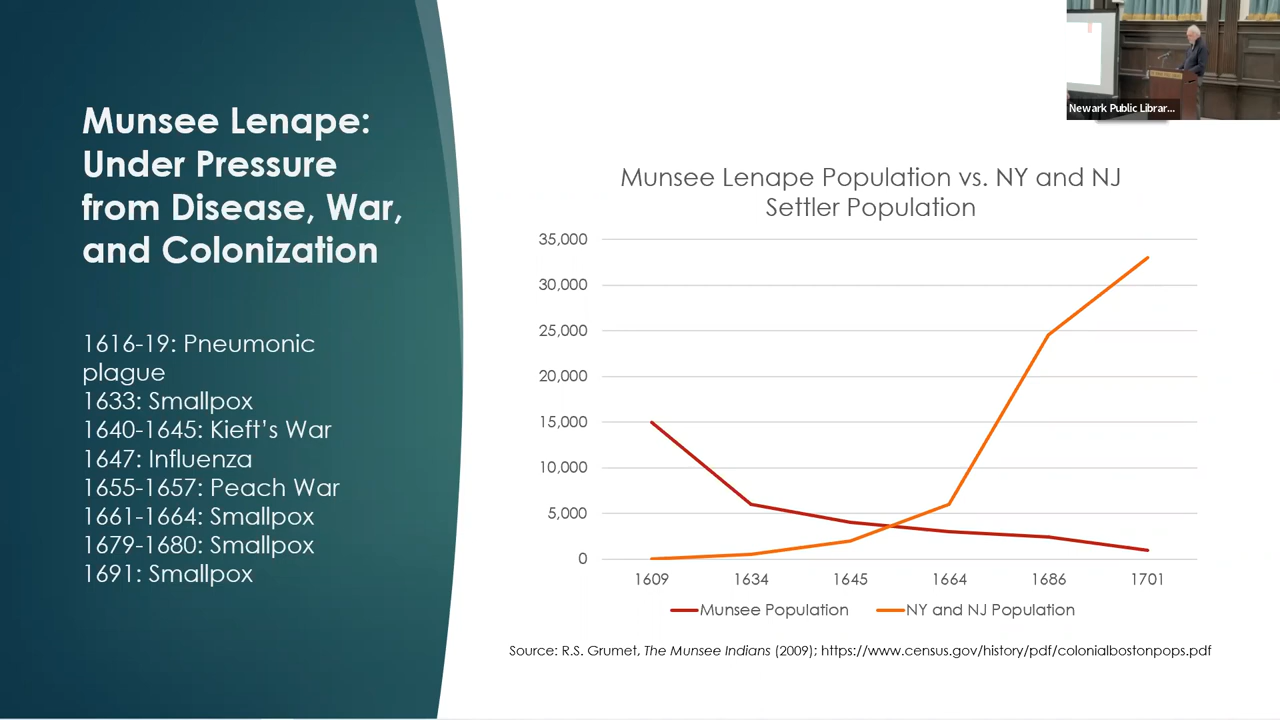 Munsee Lenape:
Under Pressure
from Disease, War,
and Colonization
1616-19: Pneumonic
plague
1633: Smallpox
1640-1645: Kieft’s War
1647: Influenza
1655-1657: Peach War
1661-1664: Smallpox
1679-1680: Smallpox
1691: Smallpox
Newark Public Librar...
Munsee Lenape Population vs. NY and NJ
Settler Population
35,000
30,000
25,000
20,000
15,000
10,000
5,000
0
1609 1634 1645 1664 1686 1701
Munsee Population NY and NJ Population
Source: R.S. Grumet, The Munsee Indians (2009); https://www.census.gov/history/pdf/colonialbostonpops.pdf